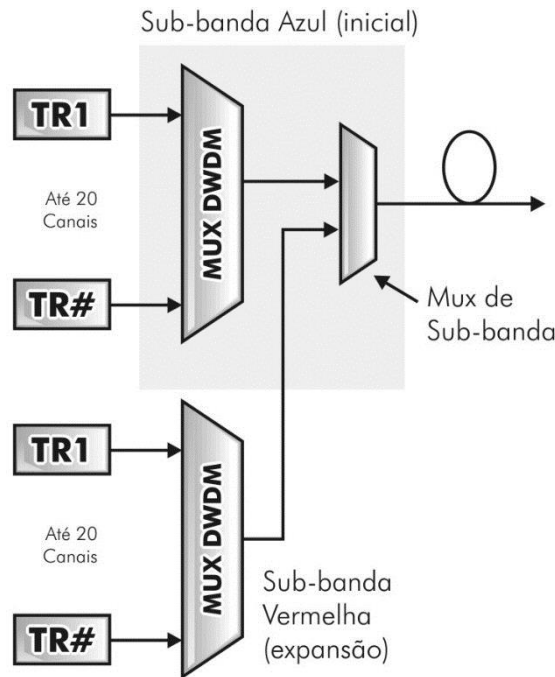 Sub-banda Azul (inicial)
TR1
Até 20
Canais
TR#
MUX DWDM
Mux de
Sub-banda
TR1
Até 20
Canais
TR#
MUX DWDM
Sub-banda
Vermelha
(expansão)